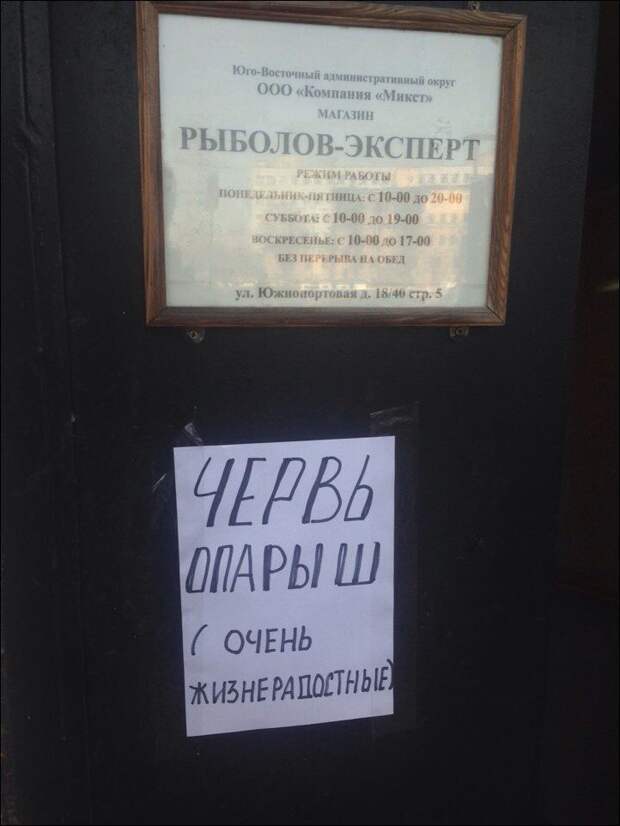 Юго-Восточный административный округ
ООО «Компания «Микст»
МАГАЗИН
РЫБОЛОВ-ЭКСПЕРТ
РЕЖИМ РАБОТЫ
ПОНЕДЕЛЬНИК-ПЯТНИЦА: С 10-00 ДО 20-00
СУББОТА: С 10-00 ДО 19-00
ВОСКРЕСЕНЬЕ: С 10-00 ДО 17-00
БЕЗ ПЕРЕРЫВА НА ОБЕД
ул. Южнопортовая д. 18/40 стр. 5
ЧЕРВЬ
ОПАРЫШ
( ОЧЕНЬ
ЖИЗНЕРАДОСТНЫЕ)